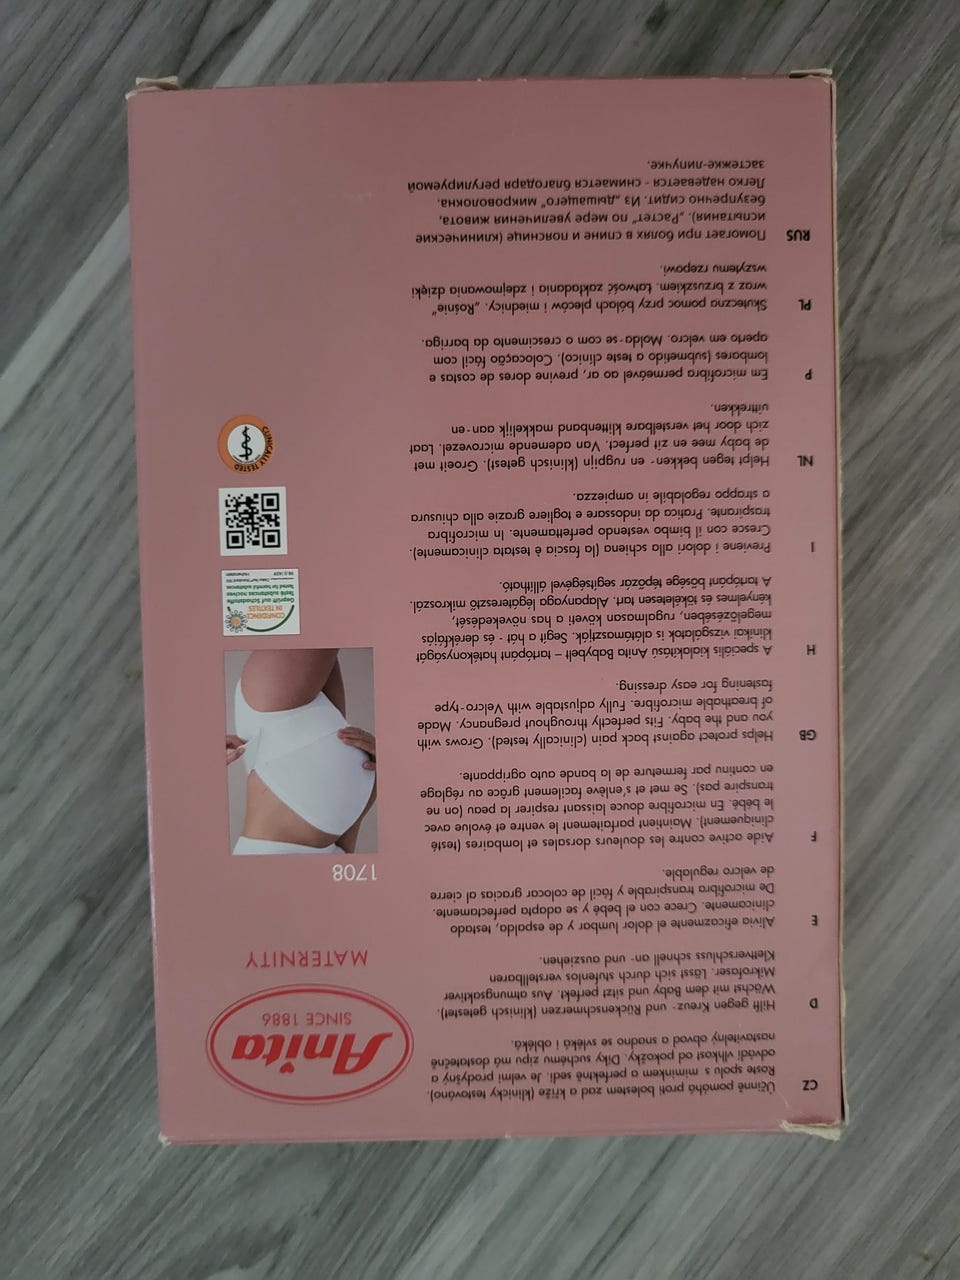 Anita
SINCE 1886
MATERNITY
1708
CONFIDENCE
IN TEXTILES
Tested for harmful substances
Testé substances nocives
Geprüft auf Schadstoffe
CLINICALLY TESTED
CZ
Účinně pomáhá proti bolestem zad a kříže (klinicky testováno).
Roste spolu s miminkem a perfektně sedí. Je velmi prodyšný a
odvádí vlhkost od pokožky. Díky suchému zipu má dostatečně
nastavitelný obvod a snadno se svléká i obléká.
D
Hilft gegen Kreuz- und Rückenschmerzen (klinisch getestet).
Wächst mit dem Baby und sitzt perfekt. Aus atmungsaktiver
Mikrofaser. Lässt sich durch stufenlos verstellbaren
Klettverschluss schnell an- und ausziehen.
E
Alivia eficazmente el dolor lumbar y de espalda, testado
clínicamente. Crece con el bebé y se adapta perfectamente.
De microfibra transpirable y fácil de colocar gracias al cierre
de velcro regulable.
F
Aide active contre les douleurs dorsales et lombaires (testé
cliniquement). Maintient parfaitement le ventre et évolue avec
le bébé. En microfibre douce laissant respirer la peau (on ne
transpire pas). Se met et s'enlève facilement grâce au réglage
en continu par fermeture de la bande auto agrippante.
GB
Helps protect against back pain (clinically tested). Grows with
you and the baby. Fits perfectly throughout pregnancy. Made
of breathable microfibre. Fully adjustable with Velcro-type
fastening for easy dressing.
H
A speciális kialakítású Anita Babybelt – tartópánt hatékonyságát
klinikai vizsgálatok is alátámasztják. Segít a hát - és derékfájás
megelőzésében, rugalmasan követi a has növekedését,
kényelmes és tökéletesen tart. Alapanyaga légáteresztő mikroszál.
A tartópánt bősége tépőzár segítségével állítható.
I
Previene i dolori alla schiena (la fascia è testata clinicamente).
Cresce con il bimbo vestendo perfettamente. In microfibra
traspirante. Pratica da indossare e togliere grazie alla chiusura
a strappo regolabile in ampiezza.
NL
Helpt tegen bekken- en rugpijn (klinisch getest). Groeit met
de baby mee en zit perfect. Van ademende microvezel. Laat
zich door het verstelbare klittenband makkelijk aan-en
uittrekken.
P
Em microfibra permeável ao ar, previne dores de costas e
lombares (submetido a teste clínico). Colocação fácil com
aperto em velcro. Molda-se com o crescimento da barriga.
PL
Skuteczna pomoc przy bólach pleców i miednicy. „Rośnie"
wraz z brzuszkiem. Łatwość zakładania i zdejmowania dzięki
wszytemu rzepowi.
RUS
Помогает при болях в спине и пояснице (клинические
испытания). „Растет" по мере увеличения живота,
безупречно сидит. Из „дышащего" микроволокна.
Легко надевается - снимается благодаря регулируемой
застежке-липучке.